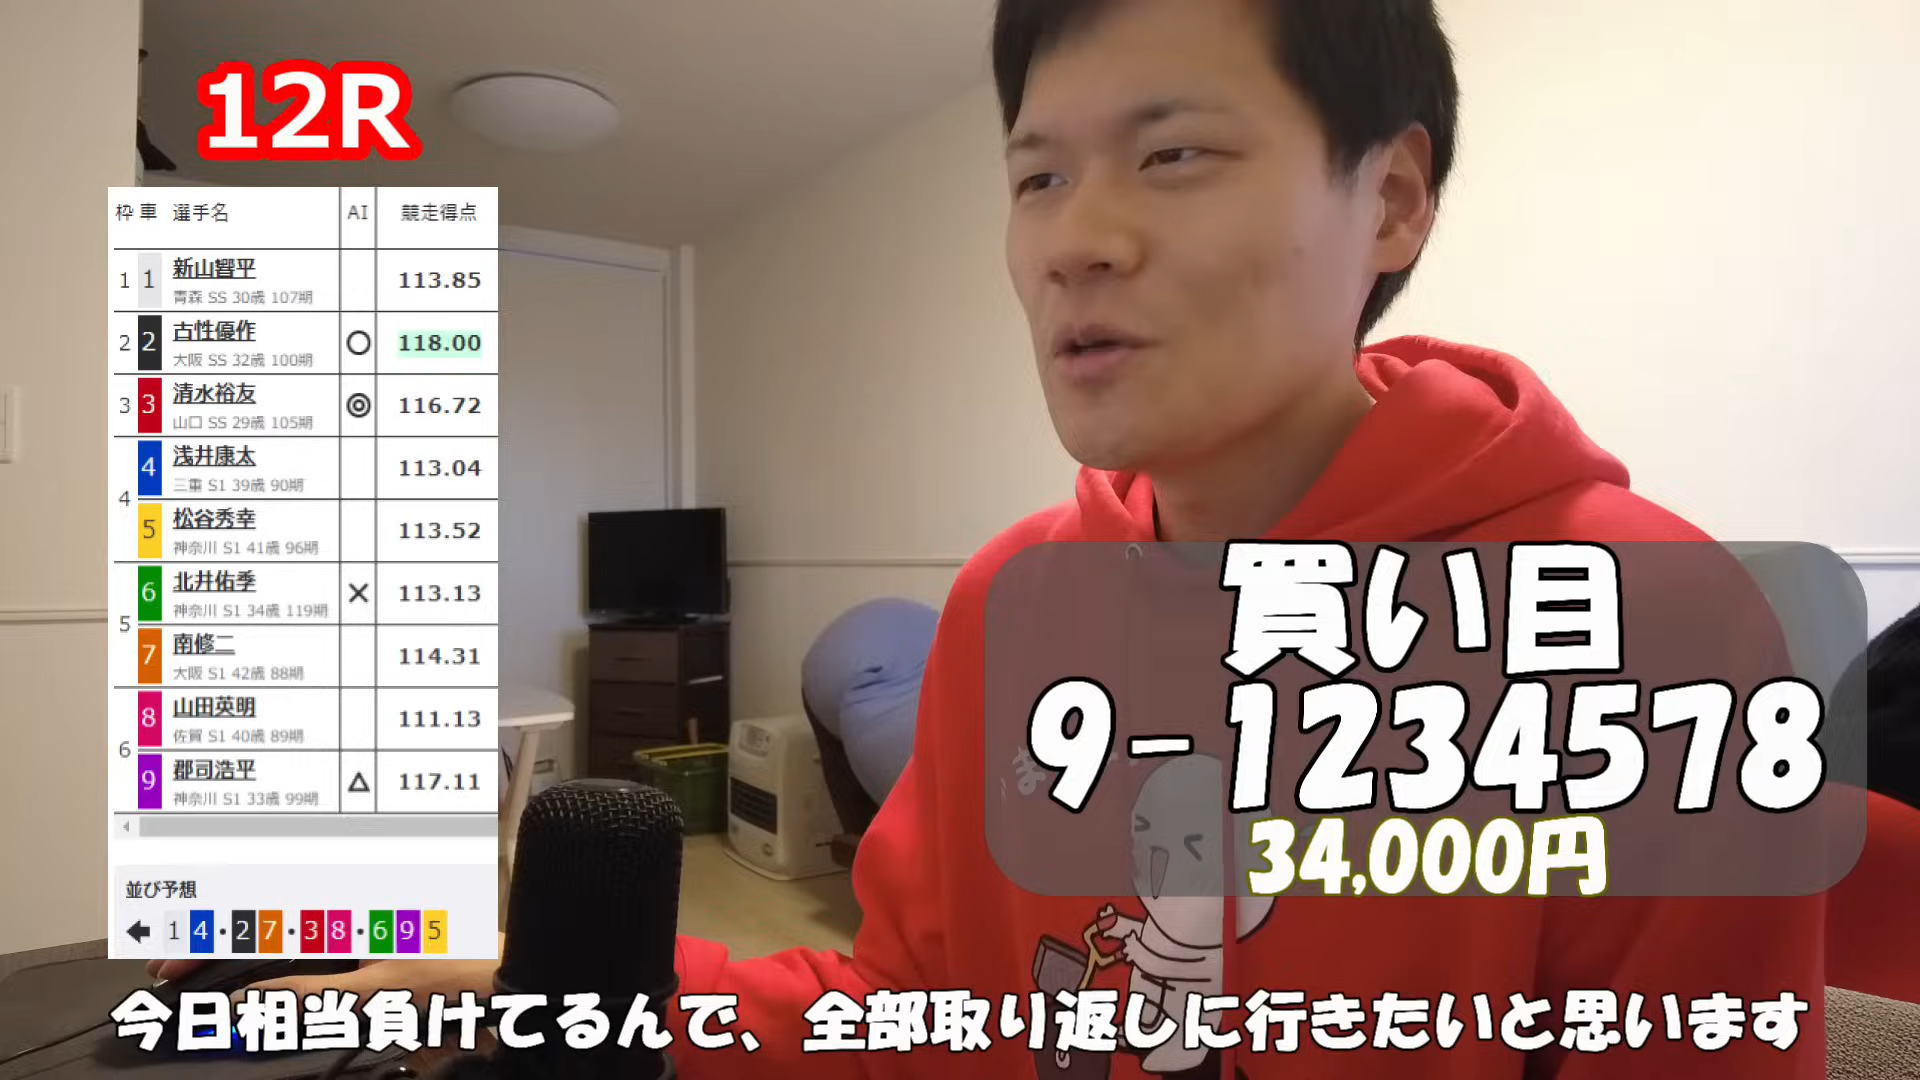 12R
枠 車 選手名 AI 競走得点
1 1 新山響平 113.85
青森 SS 30歳 107期
2 2 古性優作 ○ 118.00
大阪 SS 32歳 100期
3 3 清水裕友 ◎ 116.72
山口 SS 29歳 105期
4 浅井康太 113.04
三重 S1 39歳 90期
4
5 松谷秀幸 113.52
神奈川 S1 41歳 96期
6 北井佑季 × 113.13
神奈川 S1 34歳 119期
5
7 南修二 114.31
大阪 S1 42歳 88期
8 山田英明 111.13
佐賀 S1 40歳 89期
6
9 郡司浩平 △ 117.11
神奈川 S1 33歳 99期
並び予想
← 1 4・2 7・3 8・6 9 5
買い目
9-1234578
34,000円
今日相当負けてるんで、全部取り返しに行きたいと思います